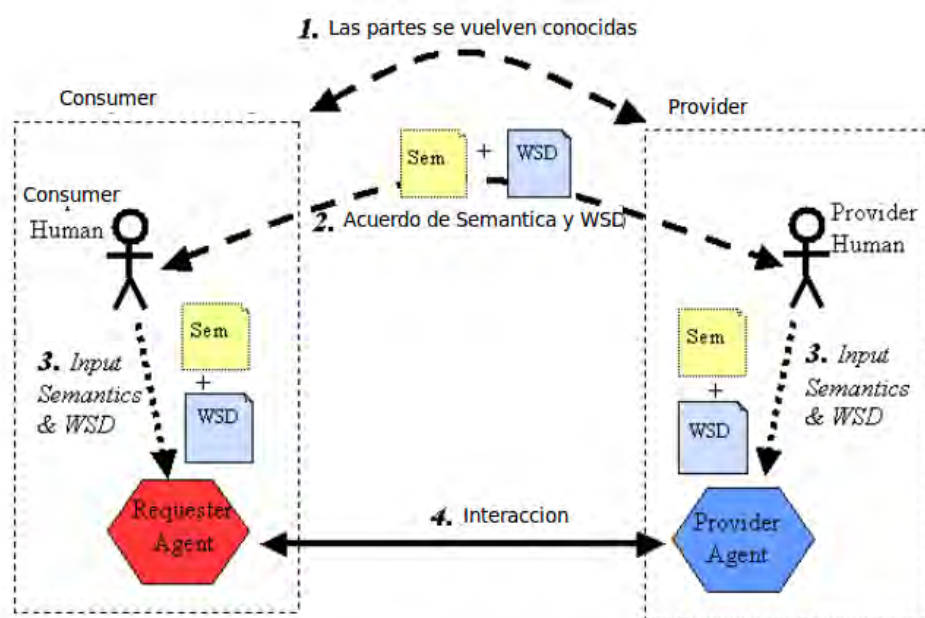 1. Las partes se vuelven conocidas
Consumer
Provider
Sem
+
WSD
Consumer
Human
2. Acuerdo de Semantica y WSD
Provider
Human
Sem
+
WSD
3. Input
Semantics
& WSD
Sem
+
WSD
3. Input
Semantics
& WSD
Requester
Agent
4. Interaccion
Provider
Agent